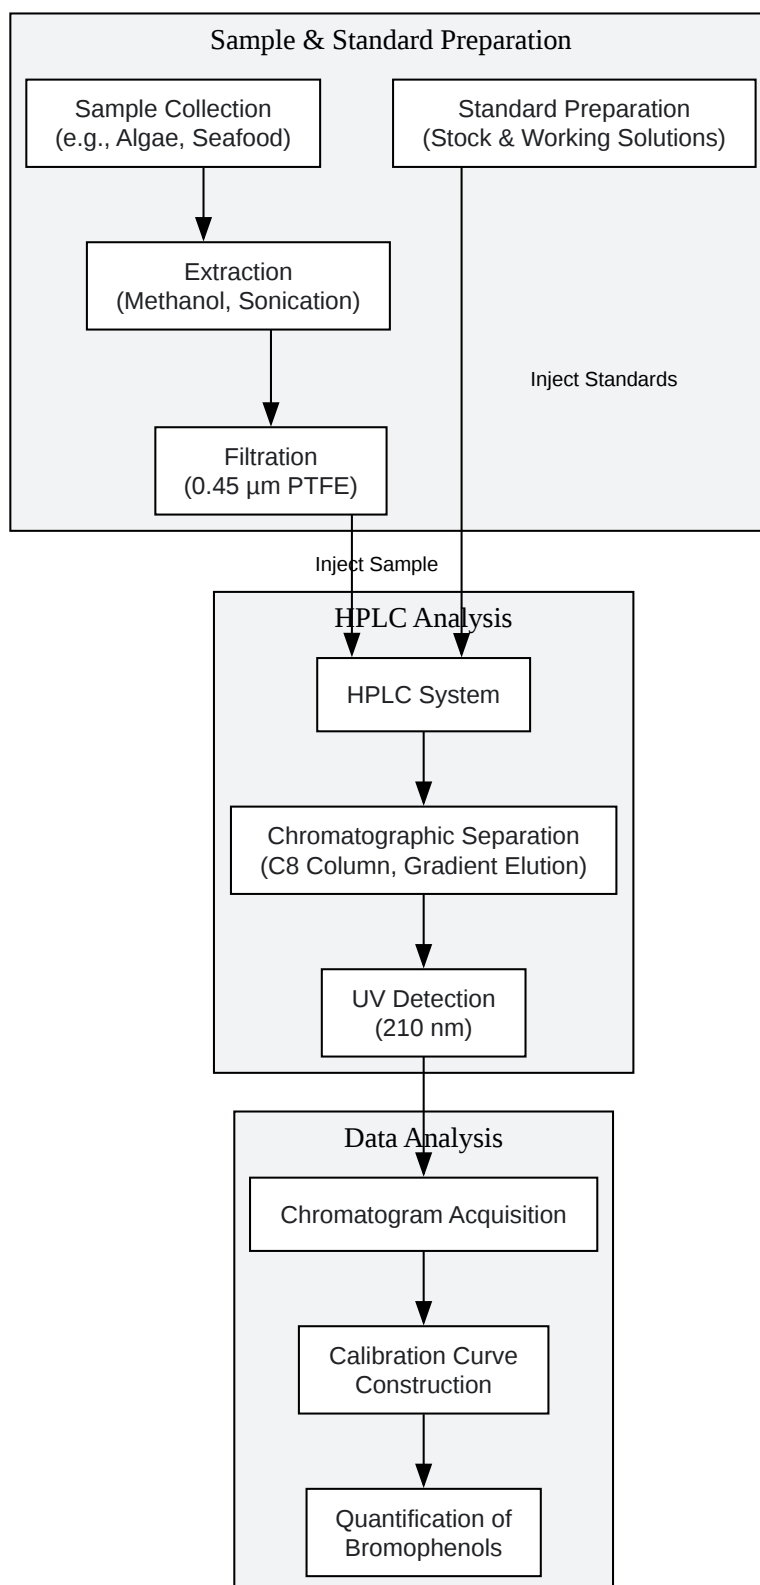 Sample & Standard Preparation
Sample Collection
(e.g., Algae, Seafood)
Standard Preparation
(Stock & Working Solutions)
Extraction
(Methanol, Sonication)
Inject Standards
Filtration
(0.45 µm PTFE)
Inject Sample
HPLC Analysis
HPLC System
Chromatographic Separation
(C8 Column, Gradient Elution)
UV Detection
(210 nm)
Data Analysis
Chromatogram Acquisition
Calibration Curve
Construction
Quantification of
Bromophenols